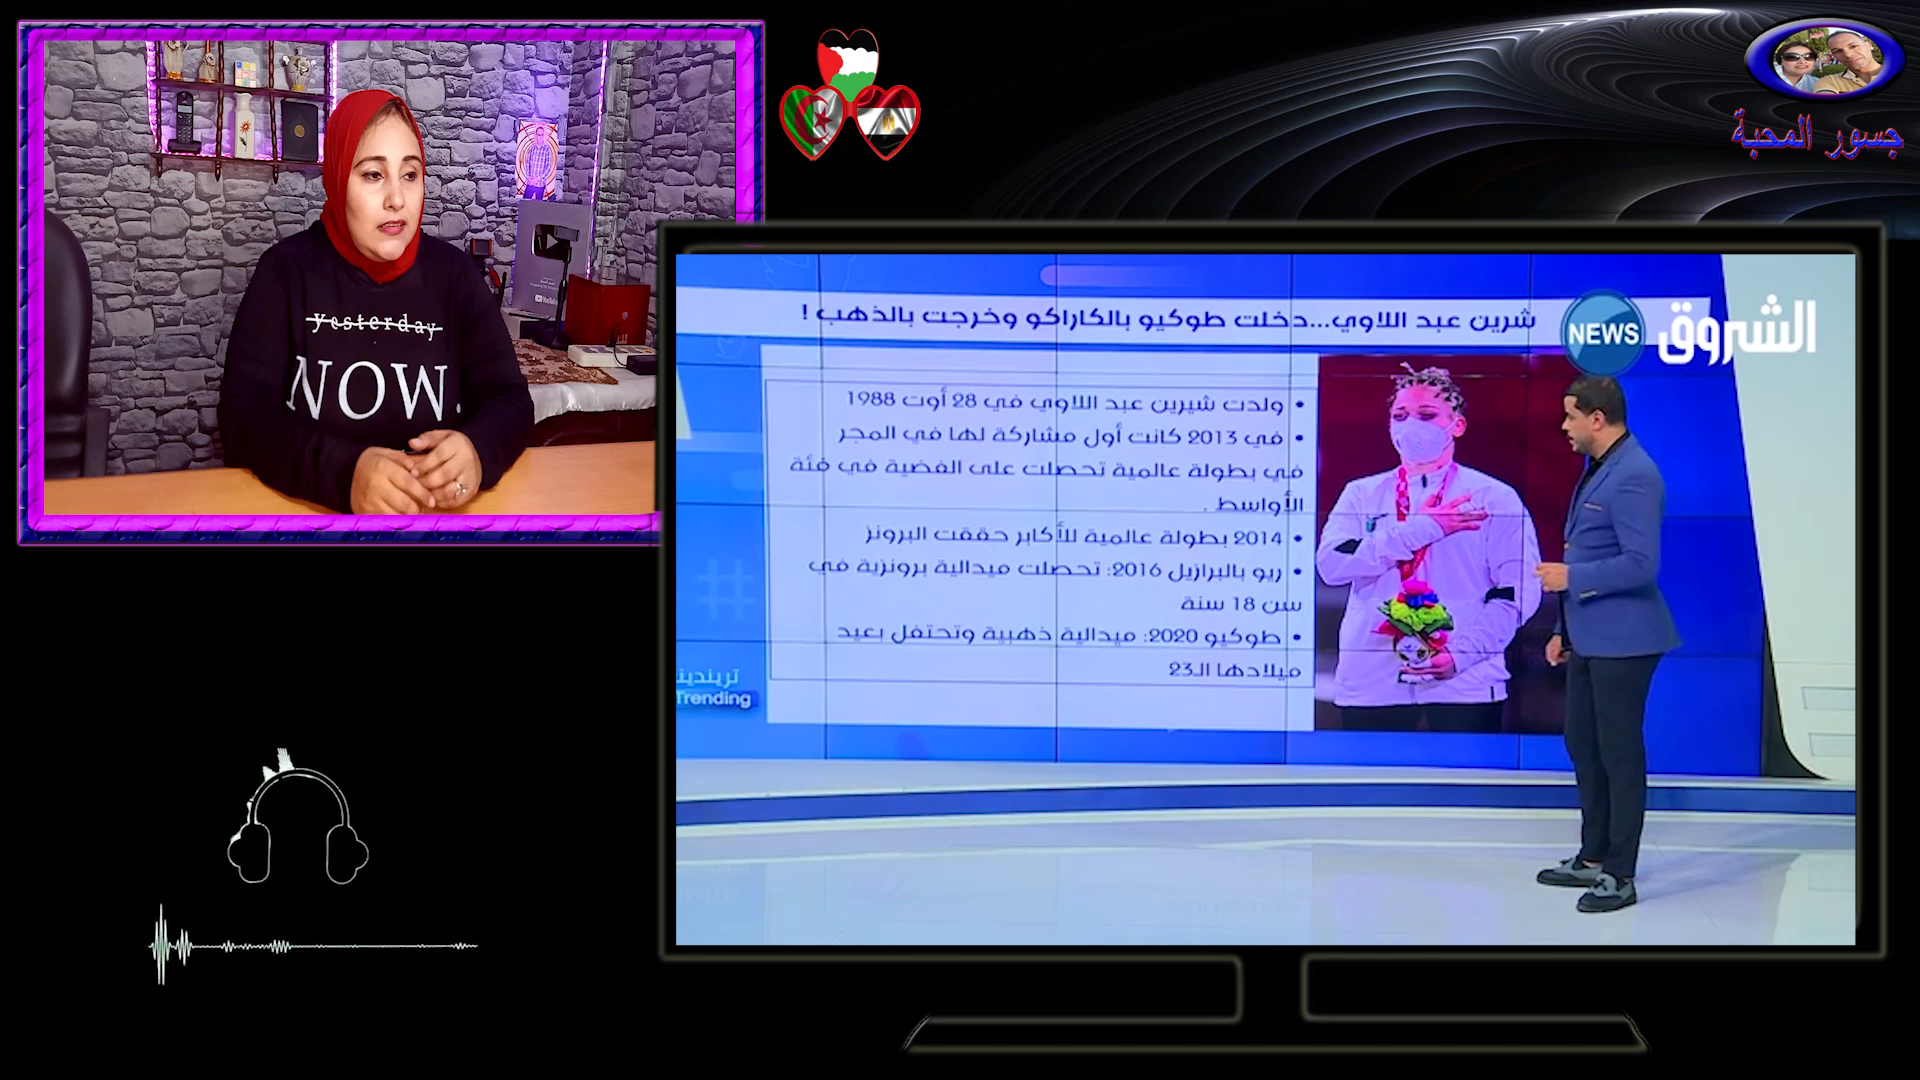 جسور المحبة
yesterday
NOW.
YouTube
الشروق
NEWS
شرين عبد اللاوي...دخلت طوكيو بالكاراكو وخرجت بالذهب !
• ولدت شيرين عبد اللاوي في 28 أوت 1988
• في 2013 كانت أول مشاركة لها في المجر
في بطولة عالمية تحصلت على الفضية في فئة
الأواسط .
• 2014 بطولة عالمية للأكابر حققت البرونز
• ريو بالبرازيل 2016: تحصلت ميدالية برونزية في
سن 18 سنة
• طوكيو 2020: ميدالية ذهبية وتحتفل بعيد
ميلادها الـ23
تريندينـ
Trending